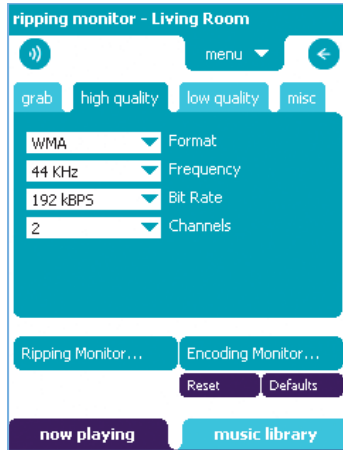 ripping monitor - Living Room
menu
grab high quality low quality misc
WMA Format
44 KHz Frequency
192 kBPS Bit Rate
2 Channels
Ripping Monitor... Encoding Monitor...
Reset Defaults
now playing music library